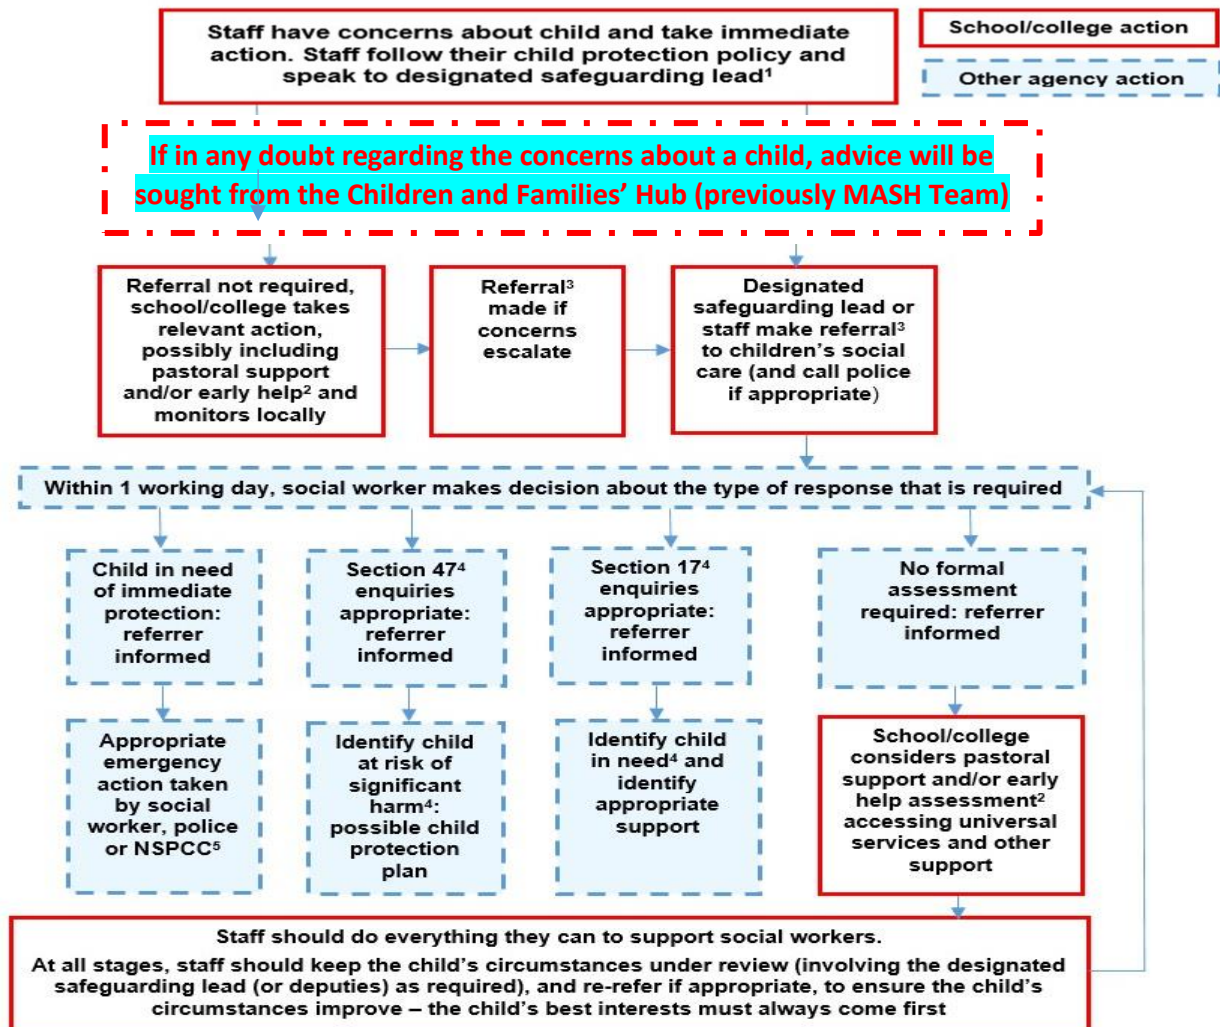 Staff have concerns about child and take immediate
action. Staff follow their child protection policy and
speak to designated safeguarding lead¹
School/college action
Other agency action
If in any doubt regarding the concerns about a child, advice will be
sought from the Children and Families’ Hub (previously MASH Team)
Referral not required,
school/college takes
relevant action,
possibly including
pastoral support
and/or early help² and
monitors locally
Referral³
made if
concerns
escalate
Designated
safeguarding lead or
staff make referral³
to children’s social
care (and call police
if appropriate)
Within 1 working day, social worker makes decision about the type of response that is required
Child in need
of immediate
protection:
referrer
informed
Section 47⁴
enquiries
appropriate:
referrer
informed
Section 17⁴
enquiries
appropriate:
referrer
informed
No formal
assessment
required: referrer
informed
Appropriate
emergency
action taken
by social
worker, police
or NSPCC⁵
Identify child
at risk of
significant
harm⁴:
possible child
protection
plan
Identify child
in need⁴ and
identify
appropriate
support
School/college
considers pastoral
support and/or early
help assessment²
accessing universal
services and other
support
Staff should do everything they can to support social workers.
At all stages, staff should keep the child’s circumstances under review (involving the designated
safeguarding lead (or deputies) as required), and re-refer if appropriate, to ensure the child’s
circumstances improve – the child’s best interests must always come first